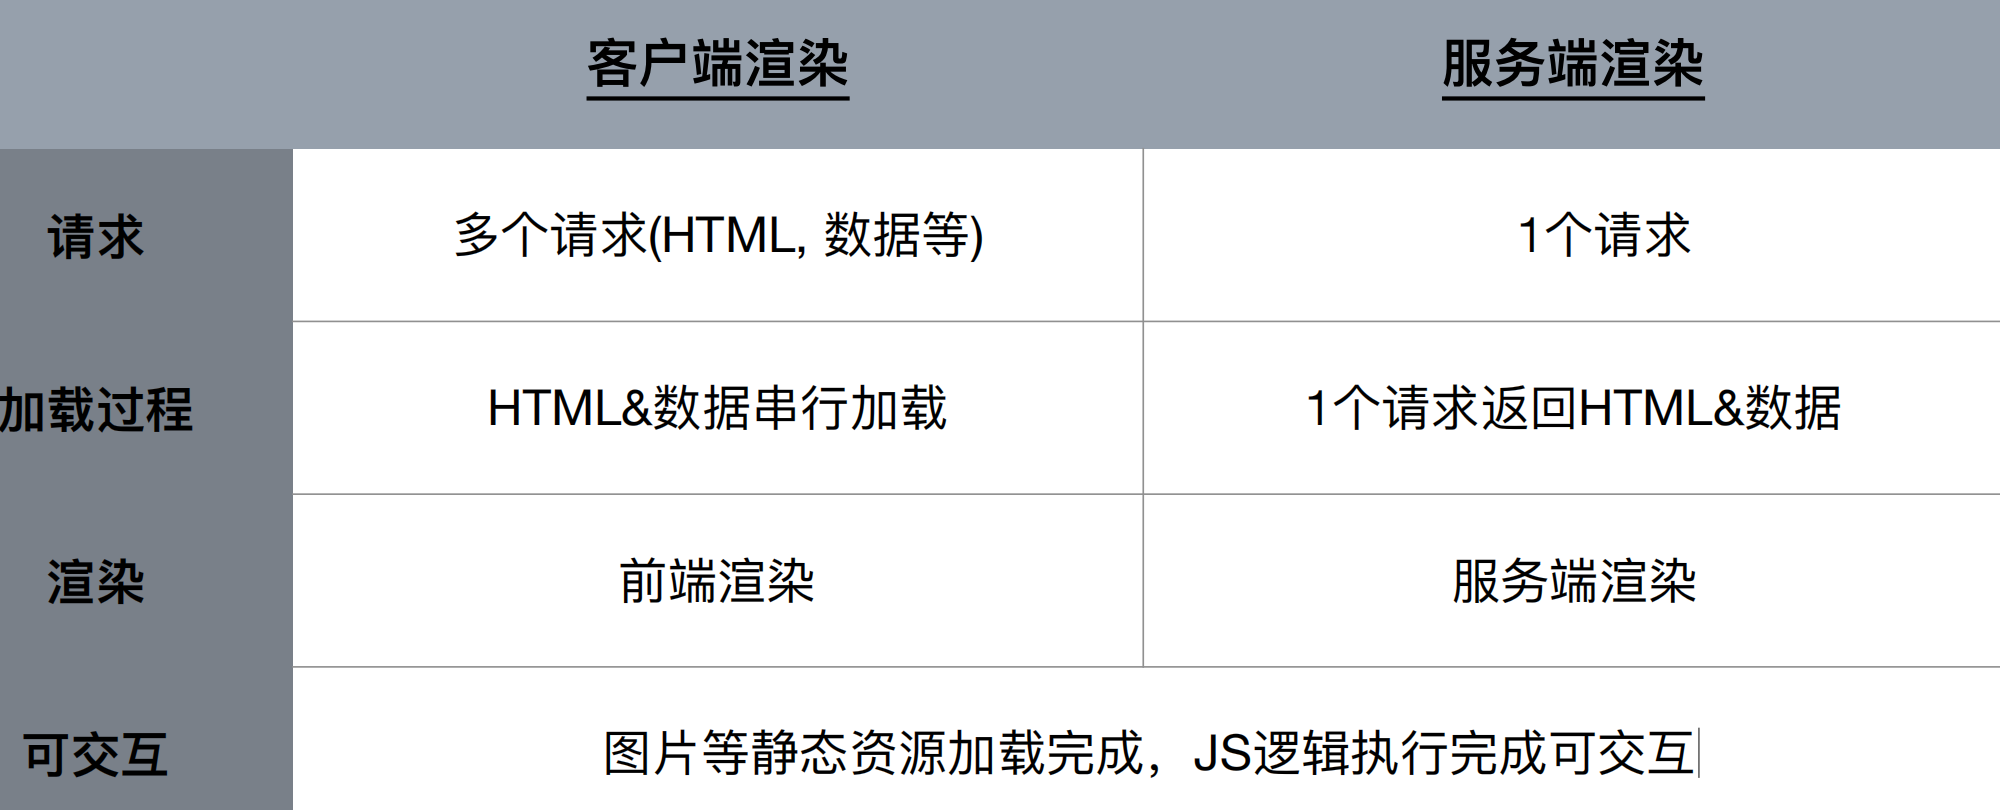 客户端渲染 服务端渲染
请求 多个请求(HTML, 数据等) 1个请求
加载过程 HTML&数据串行加载 1个请求返回HTML&数据
渲染 前端渲染 服务端渲染
可交互 图片等静态资源加载完成，JS逻辑执行完成可交互